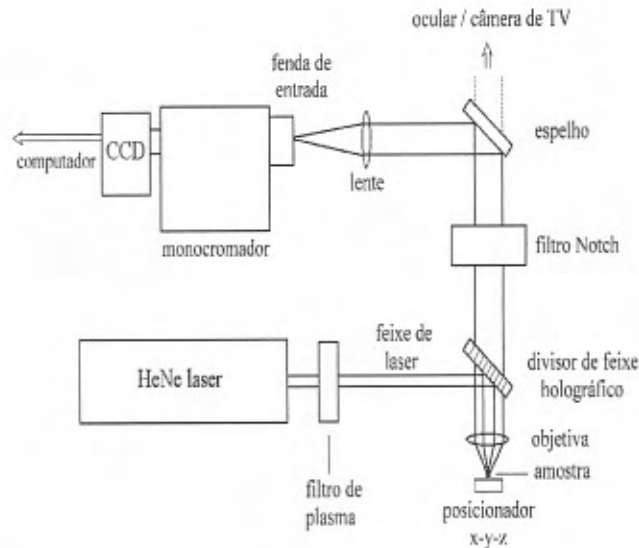 ocular / câmera de TV
fenda de
entrada
espelho
CCD
computador
lente
monocromador
filtro Notch
feixe de
laser
HeNe laser
divisor de feixe
holográfico
objetiva
amostra
filtro de
plasma
posicionador
x-y-z